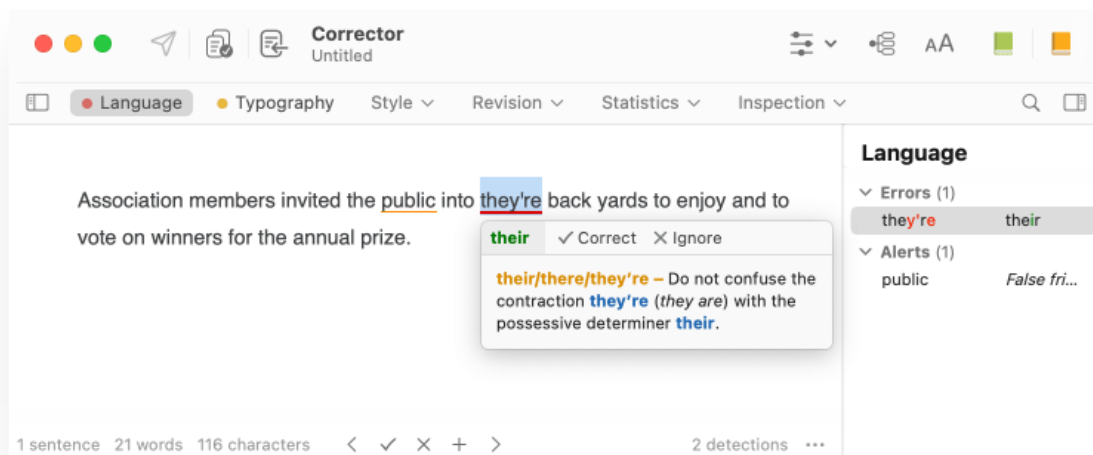 Corrector
Untitled
AA
Language
Typography
Style
Revision
Statistics
Inspection
Association members invited the public into they're back yards to enjoy and to
vote on winners for the annual prize.
their ✓ Correct ✕ Ignore
their/there/they're – Do not confuse the
contraction they're (they are) with the
possessive determiner their.
1 sentence 21 words 116 characters
2 detections ...
Language
Errors (1)
they're their
Alerts (1)
public False fri...